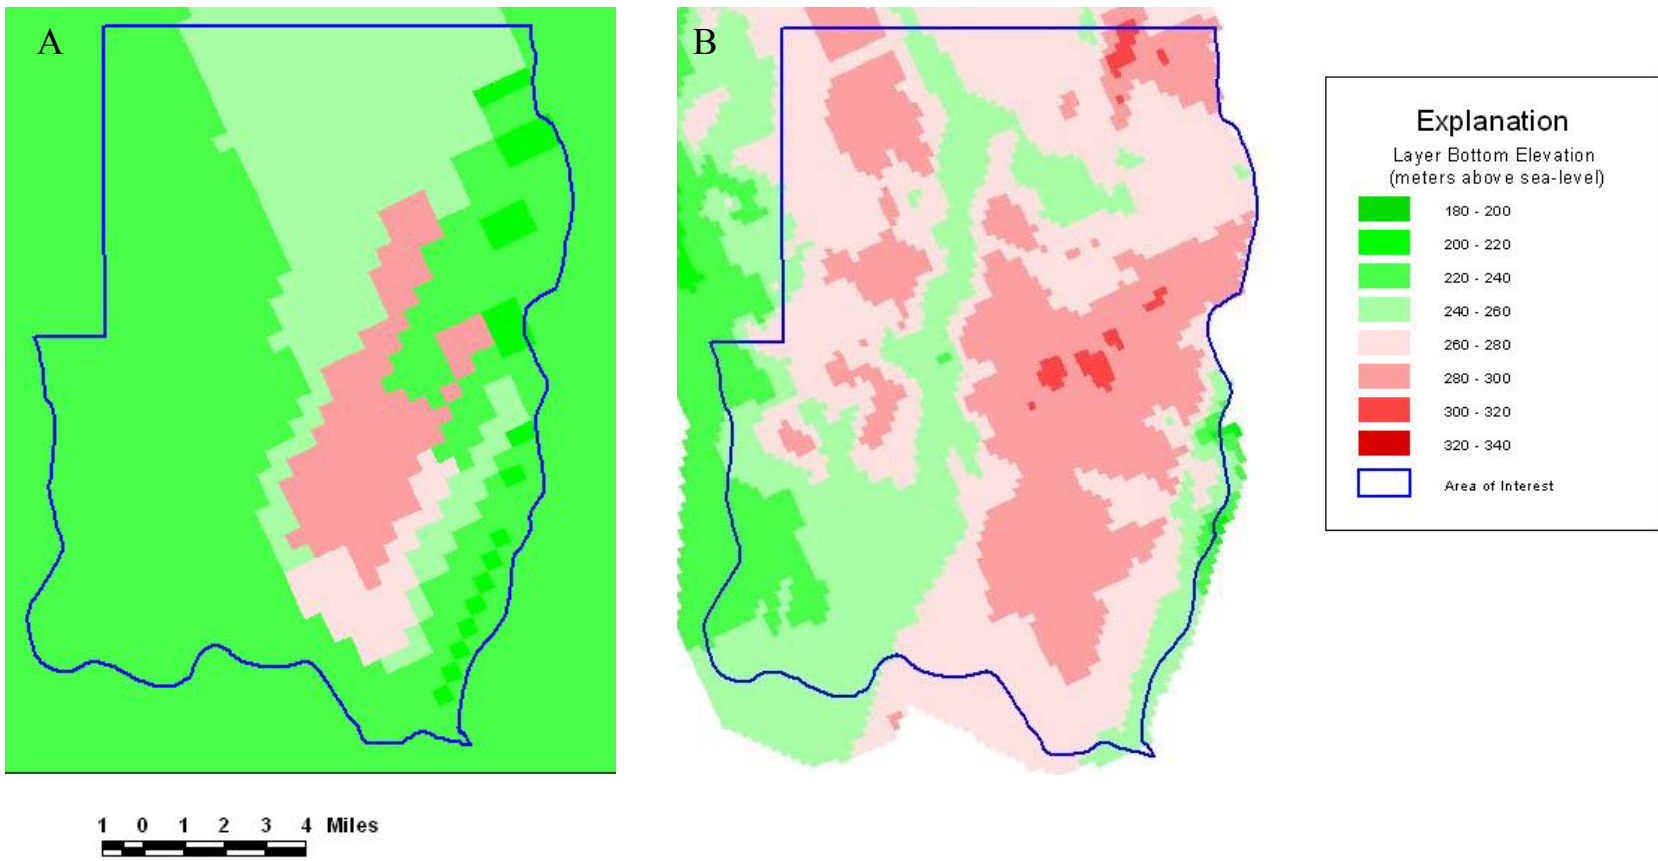 A
B
Explanation
Layer Bottom Elevation
(meters above sea-level)
180 - 200
200 - 220
220 - 240
240 - 260
260 - 280
280 - 300
300 - 320
320 - 340
Area of Interest
1 0 1 2 3 4 Miles